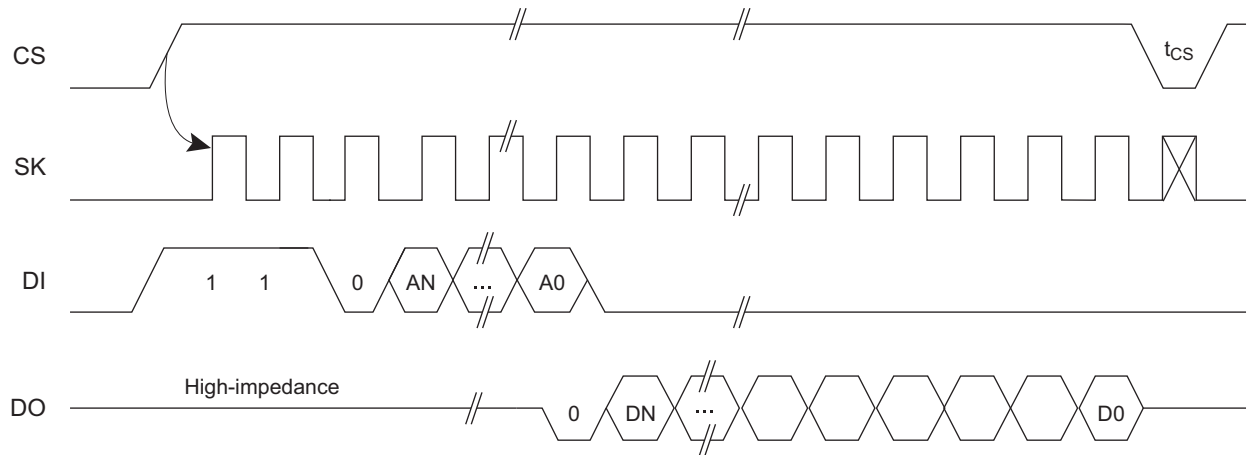 CS
tCS
SK
DI
1 1 0 AN ... A0
High-impedance
DO
0 DN ... D0